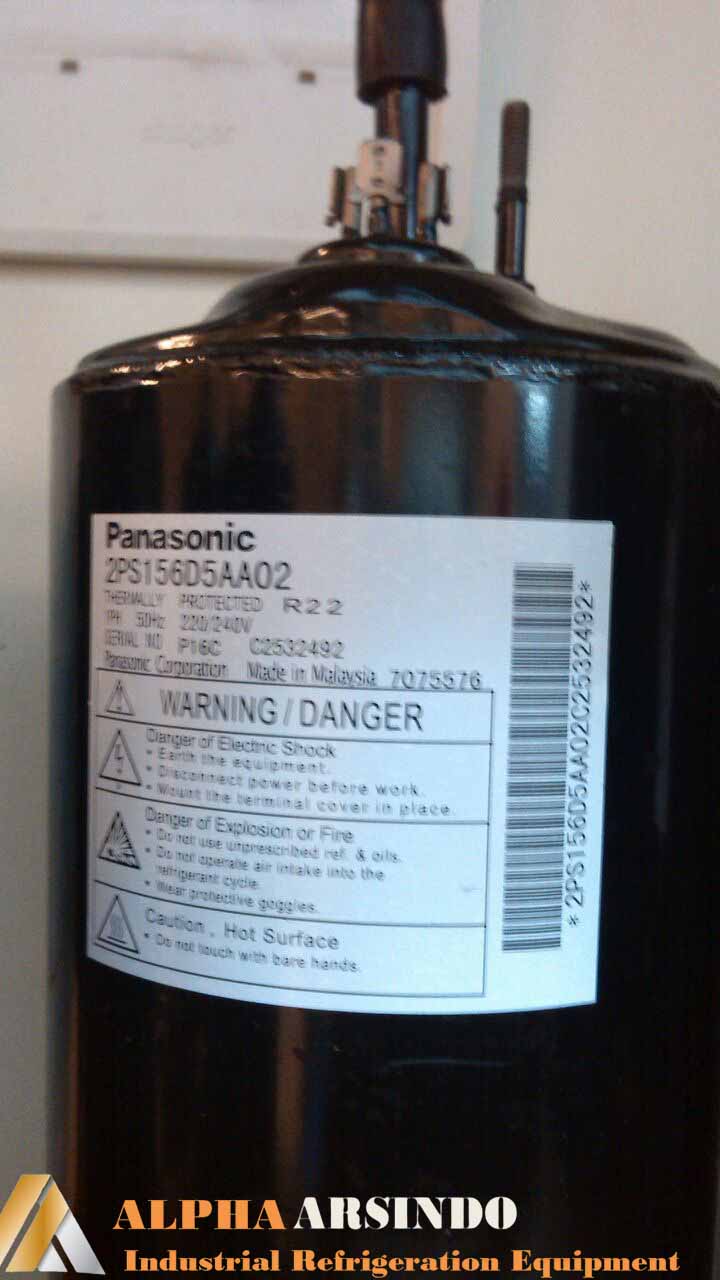 Panasonic
2PS156D5AA02
THERMALLY PROTECTED R22
1PH 50Hz 220/240V
SERIAL NO P16C C2532492
Panasonic Corporation Made in Malaysia 7075576
WARNING / DANGER
Danger of Electric Shock
* Earth the equipment.
* Disconnect power before work.
* Mount the terminal cover in place.
Danger of Explosion or Fire
* Do not use unprescribed ref. & oils.
* Do not operate air intake into the
refrigerant cycle.
* Wear protective goggles.
Caution . Hot Surface
* Do not touch with bare hands.
*2PS156D5AA02C2532492*
ALPHA ARSINDO
Industrial Refrigeration Equipment